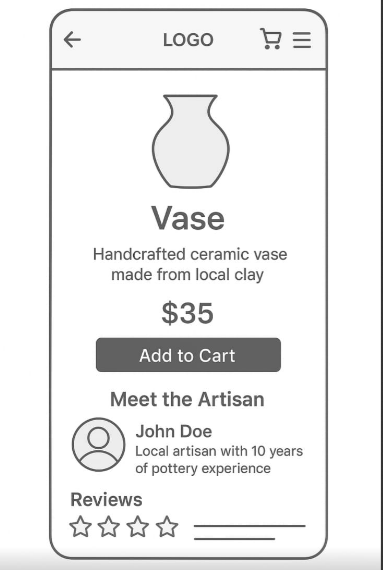 LOGO
Vase
Handcrafted ceramic vase
made from local clay
$35
Add to Cart
Meet the Artisan
John Doe
Local artisan with 10 years
of pottery experience
Reviews